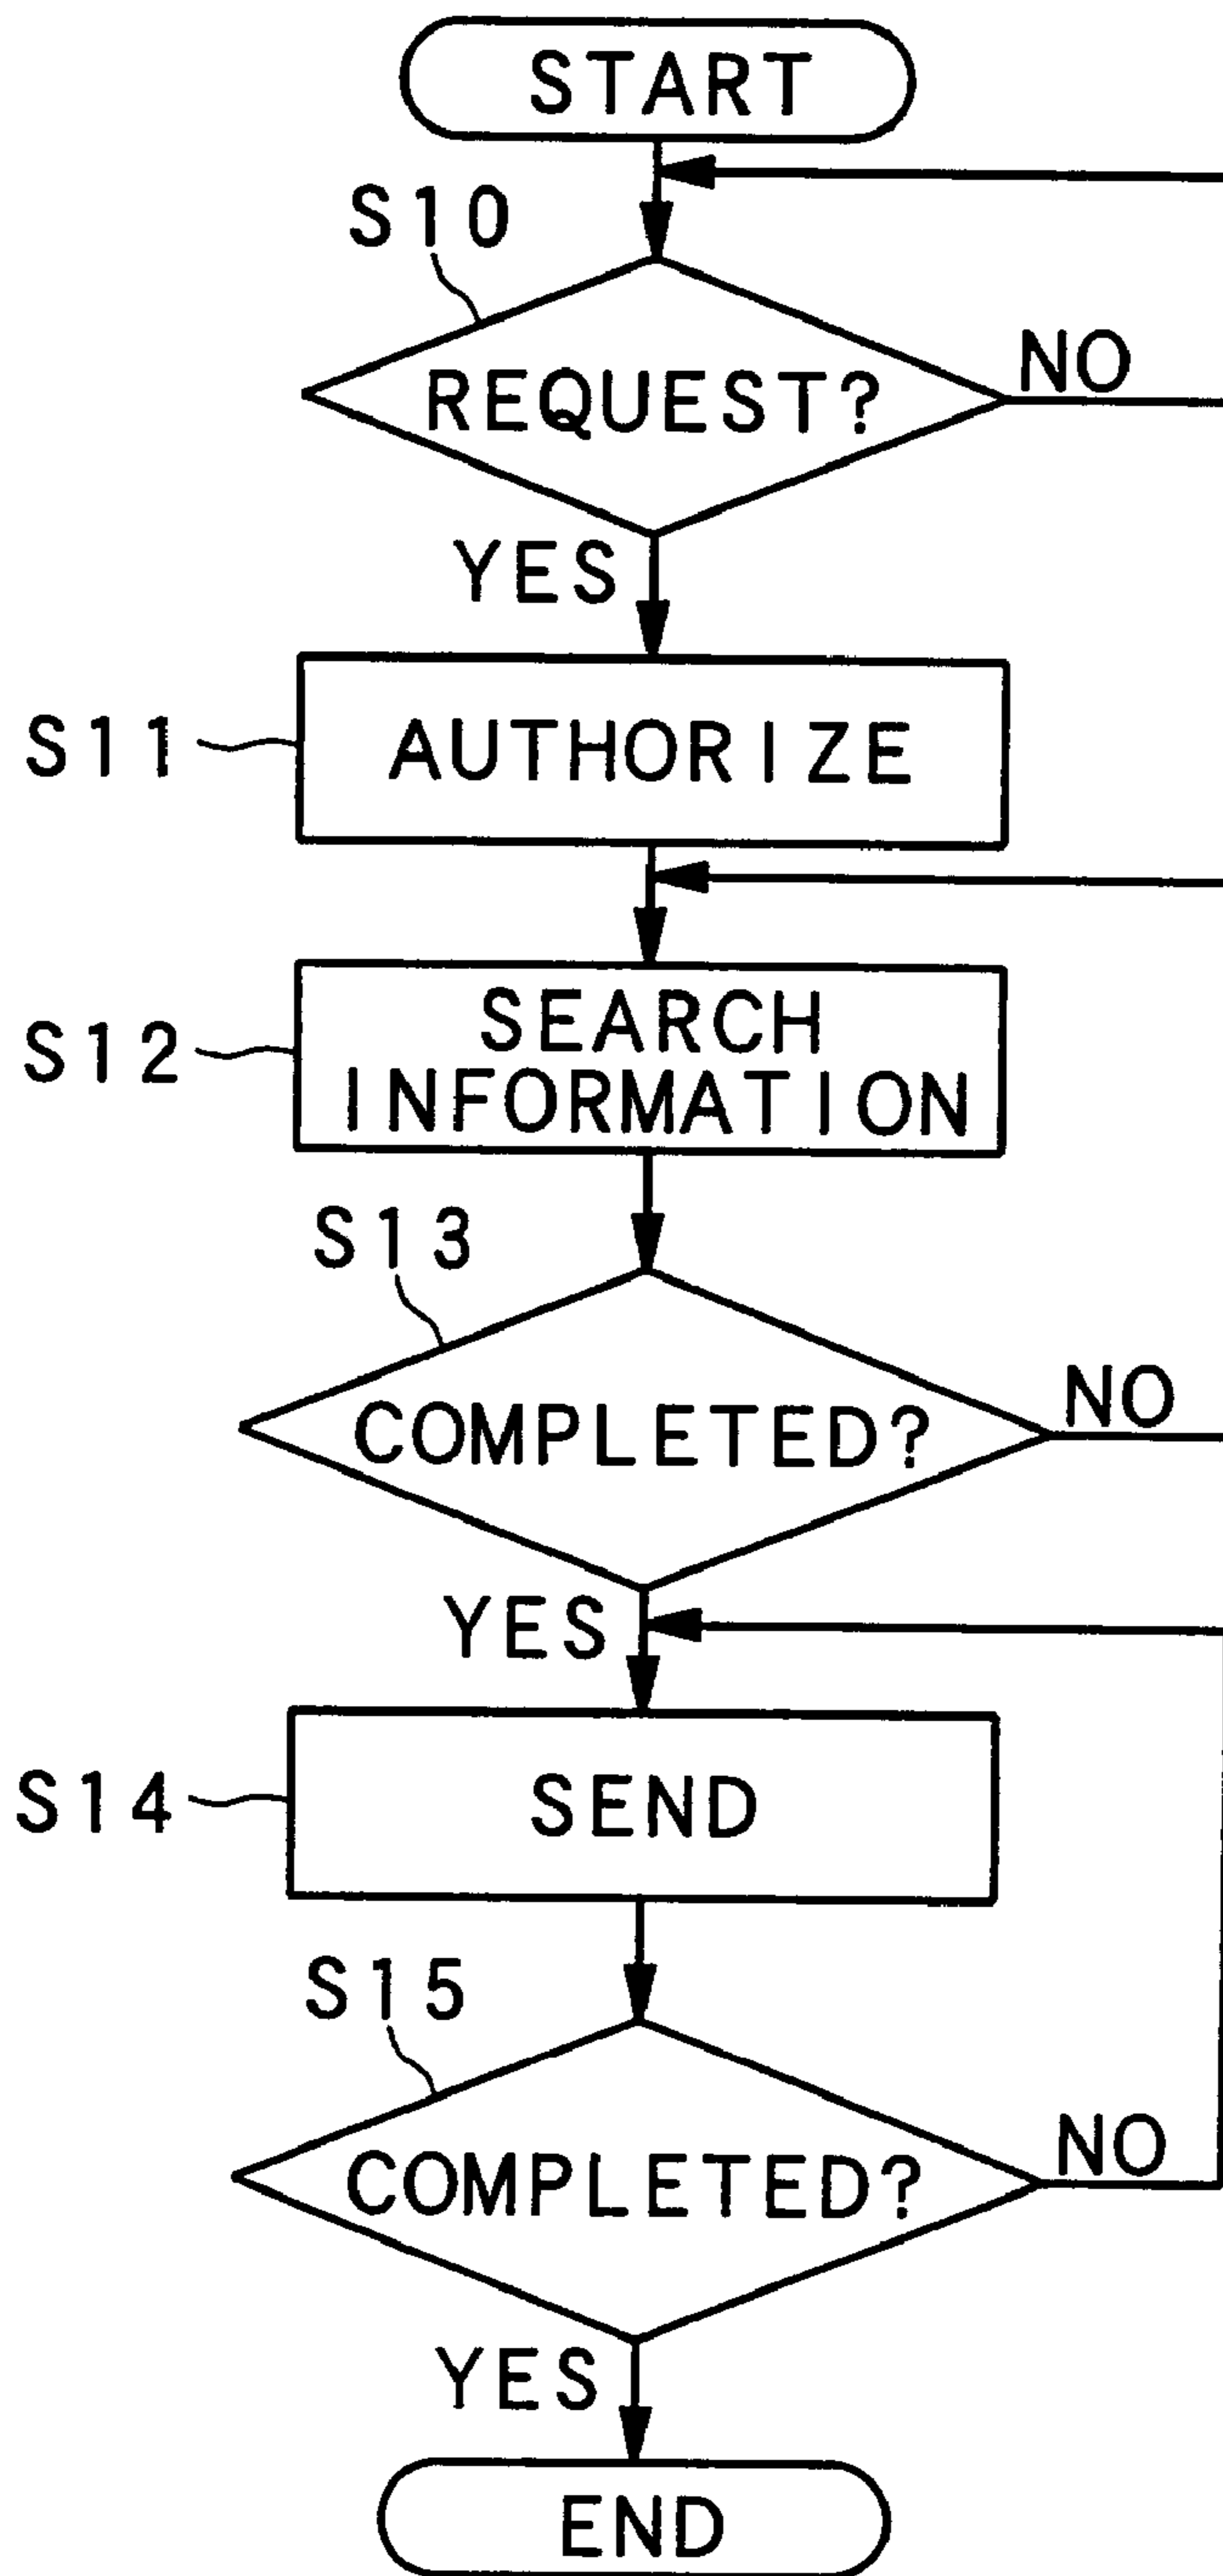 START
S10
REQUEST?
NO
YES
S11
AUTHORIZE
S12
SEARCH
INFORMATION
S13
COMPLETED?
NO
YES
S14
SEND
S15
COMPLETED?
NO
YES
END